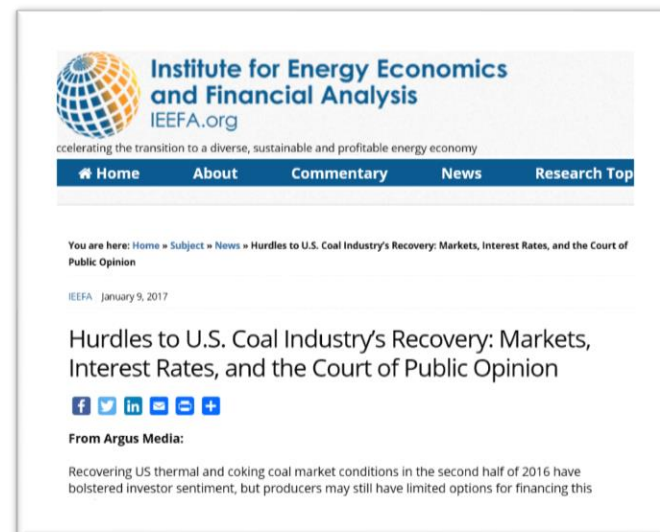 Institute for Energy Economics
and Financial Analysis
IEEFA.org
ccelerating the transition to a diverse, sustainable and profitable energy economy
Home About Commentary News Research Top
You are here: Home » Subject » News » Hurdles to U.S. Coal Industry's Recovery: Markets, Interest Rates, and the Court of
Public Opinion
IEEFA January 9, 2017
Hurdles to U.S. Coal Industry's Recovery: Markets,
Interest Rates, and the Court of Public Opinion
From Argus Media:
Recovering US thermal and coking coal market conditions in the second half of 2016 have
bolstered investor sentiment, but producers may still have limited options for financing this